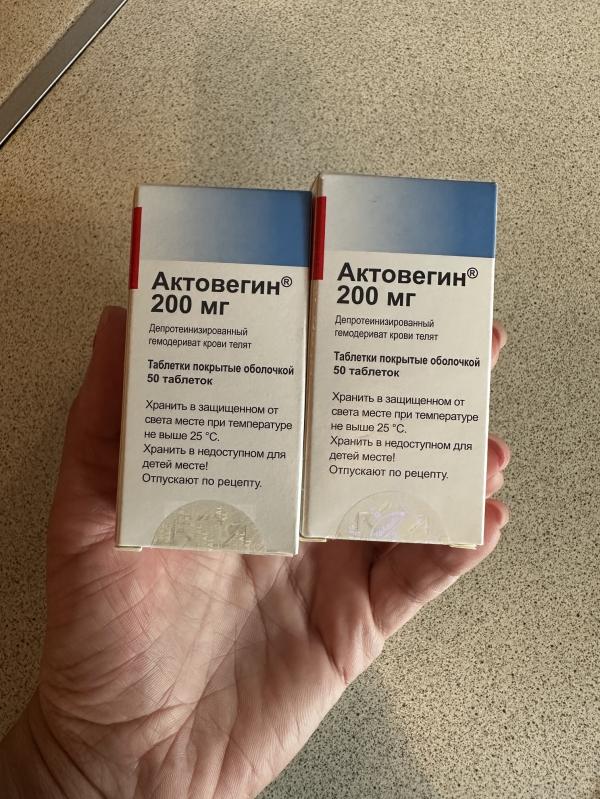 Актовегин®
200 мг
Депротеинизированный
гемодериват крови телят
Таблетки покрытые оболочкой
50 таблеток
Хранить в защищенном от
света месте при температуре
не выше 25 °C.
Хранить в недоступном для
детей месте!
Отпускают по рецепту.
Актовегин®
200 мг
Депротеинизированный
гемодериват крови телят
Таблетки покрытые оболочкой
50 таблеток
Хранить в защищенном от
света месте при температуре
не выше 25 °C.
Хранить в недоступном для
детей месте!
Отпускают по рецепту.